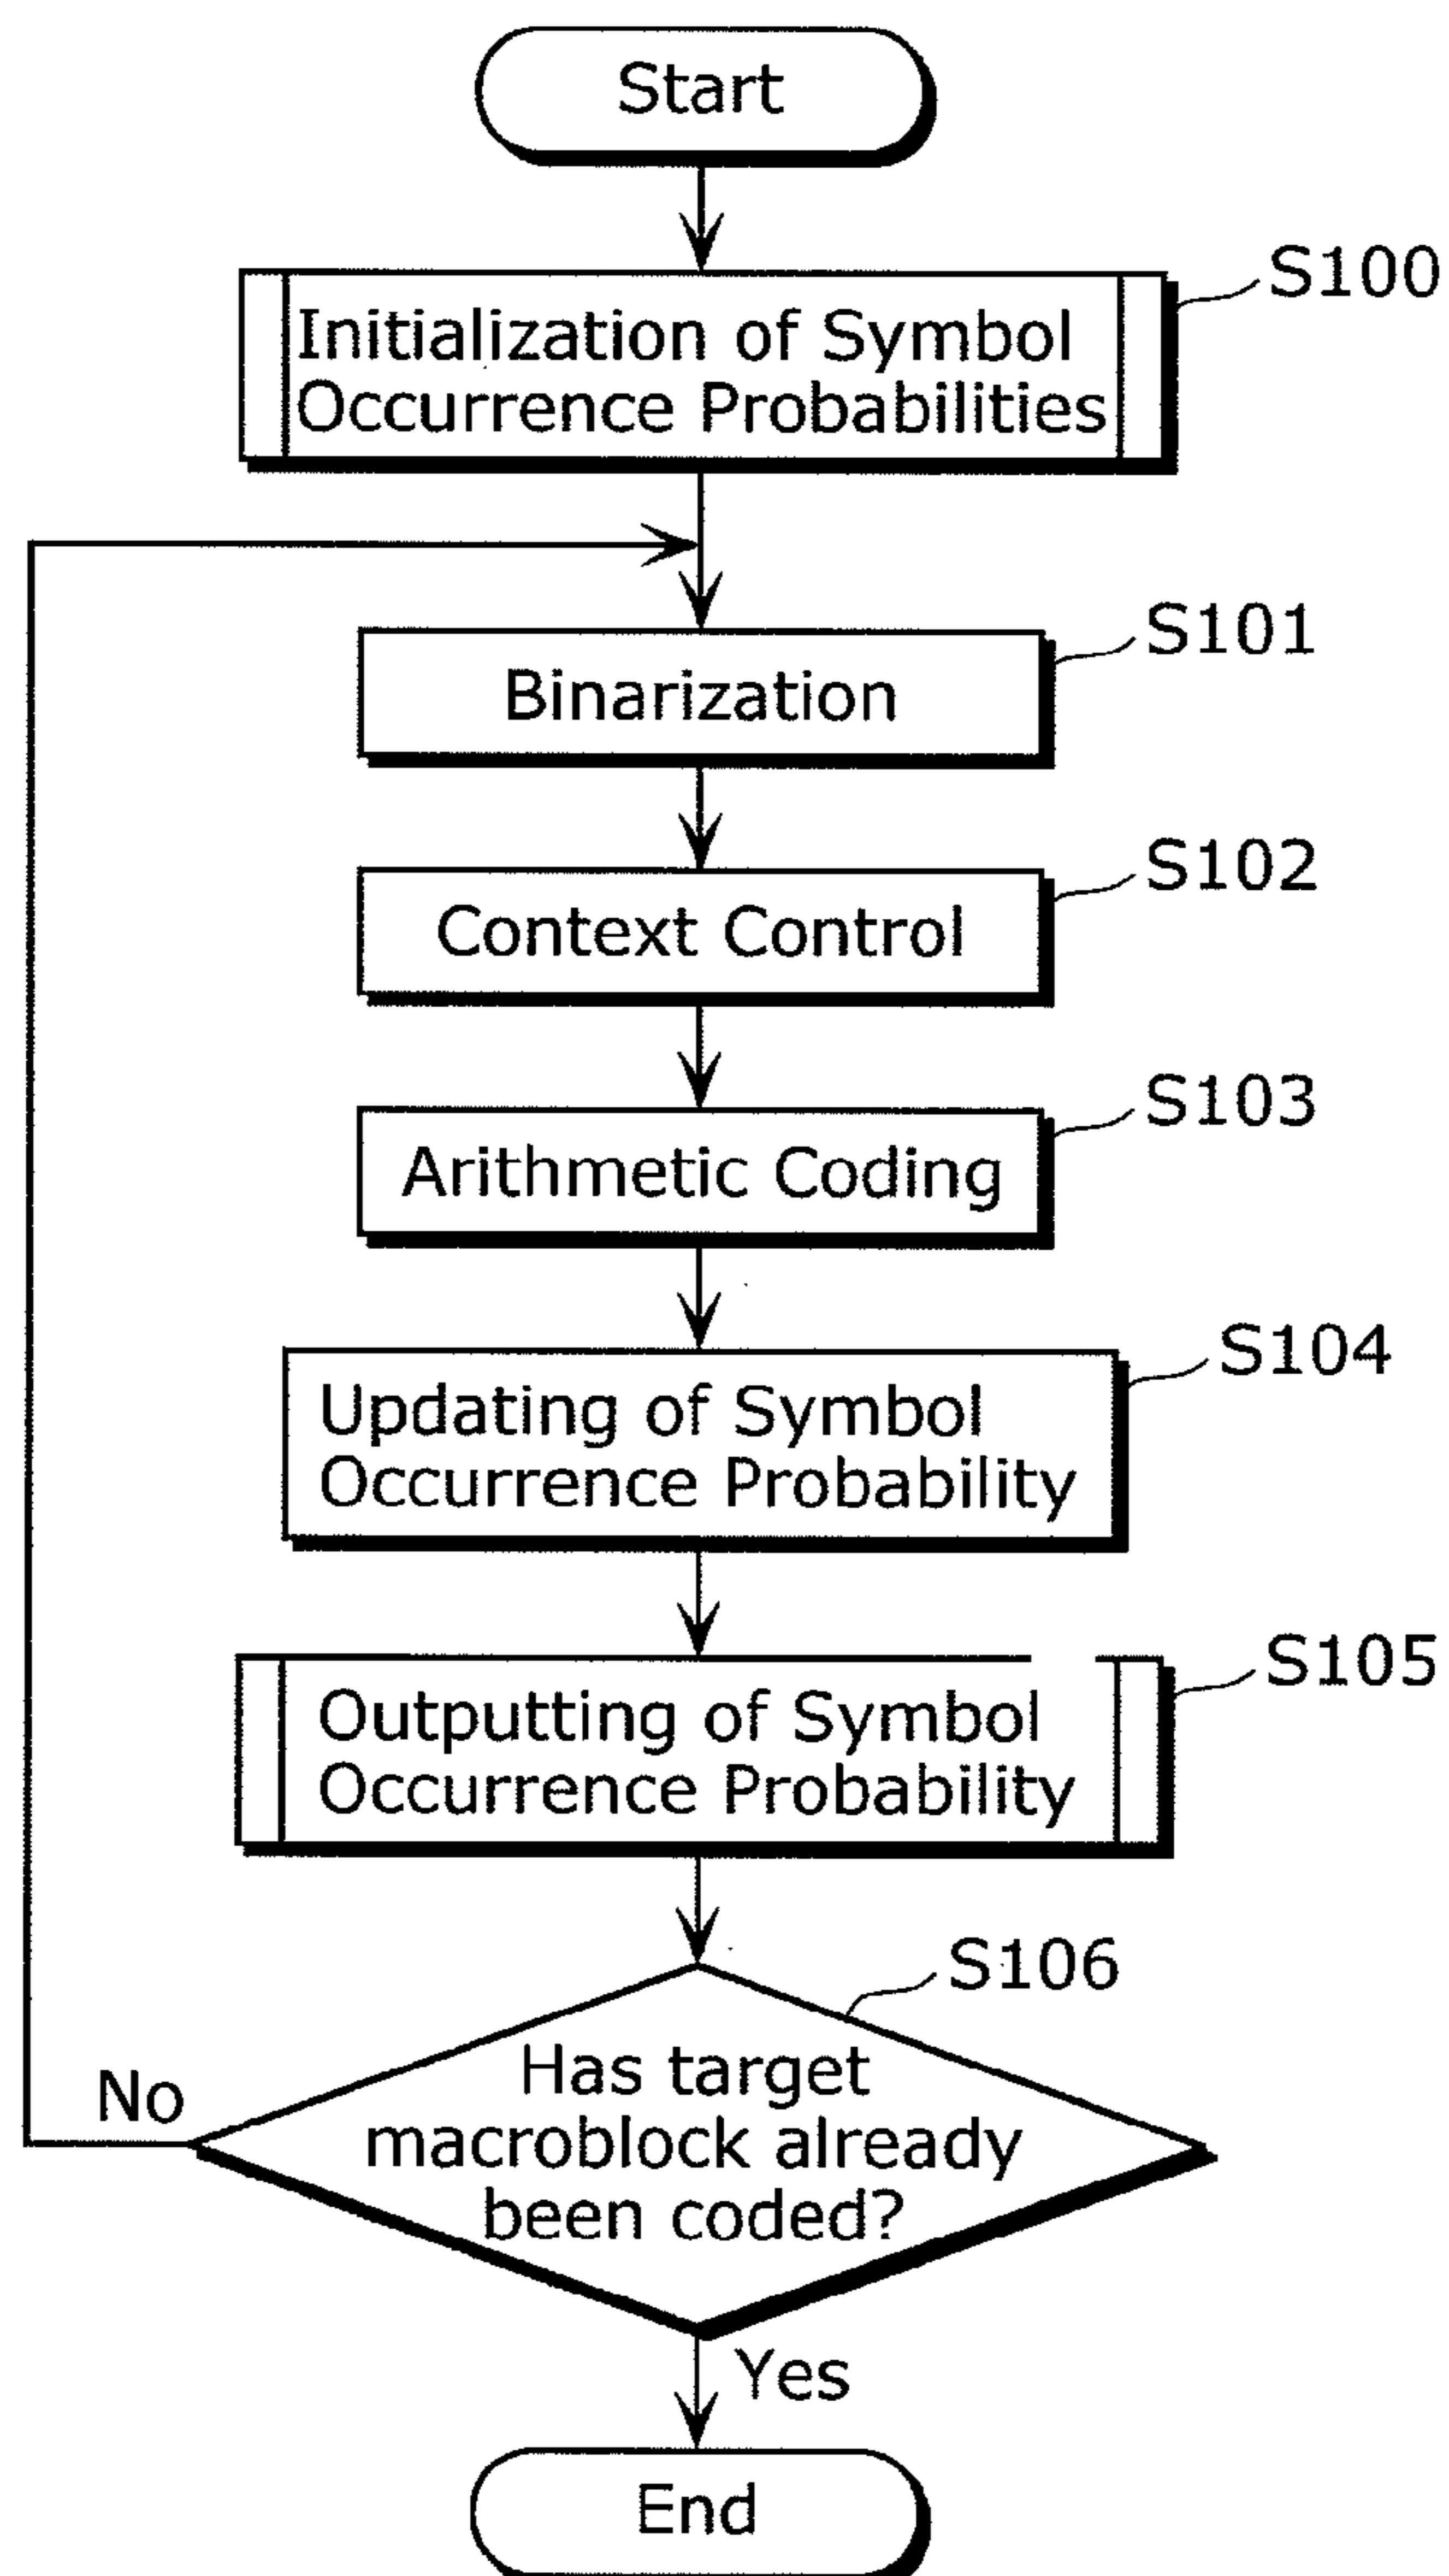 Start
S100
Initialization of Symbol
Occurrence Probabilities
S101
Binarization
S102
Context Control
S103
Arithmetic Coding
S104
Updating of Symbol
Occurrence Probability
S105
Outputting of Symbol
Occurrence Probability
S106
Has target
macroblock already
been coded?
No
Yes
End